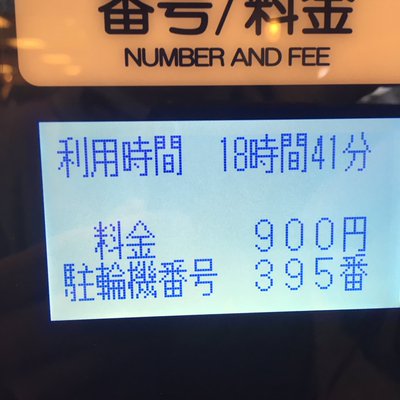 番号/料金
NUMBER AND FEE
利用時間 18時間41分
料金 900円
駐輪機番号 395番